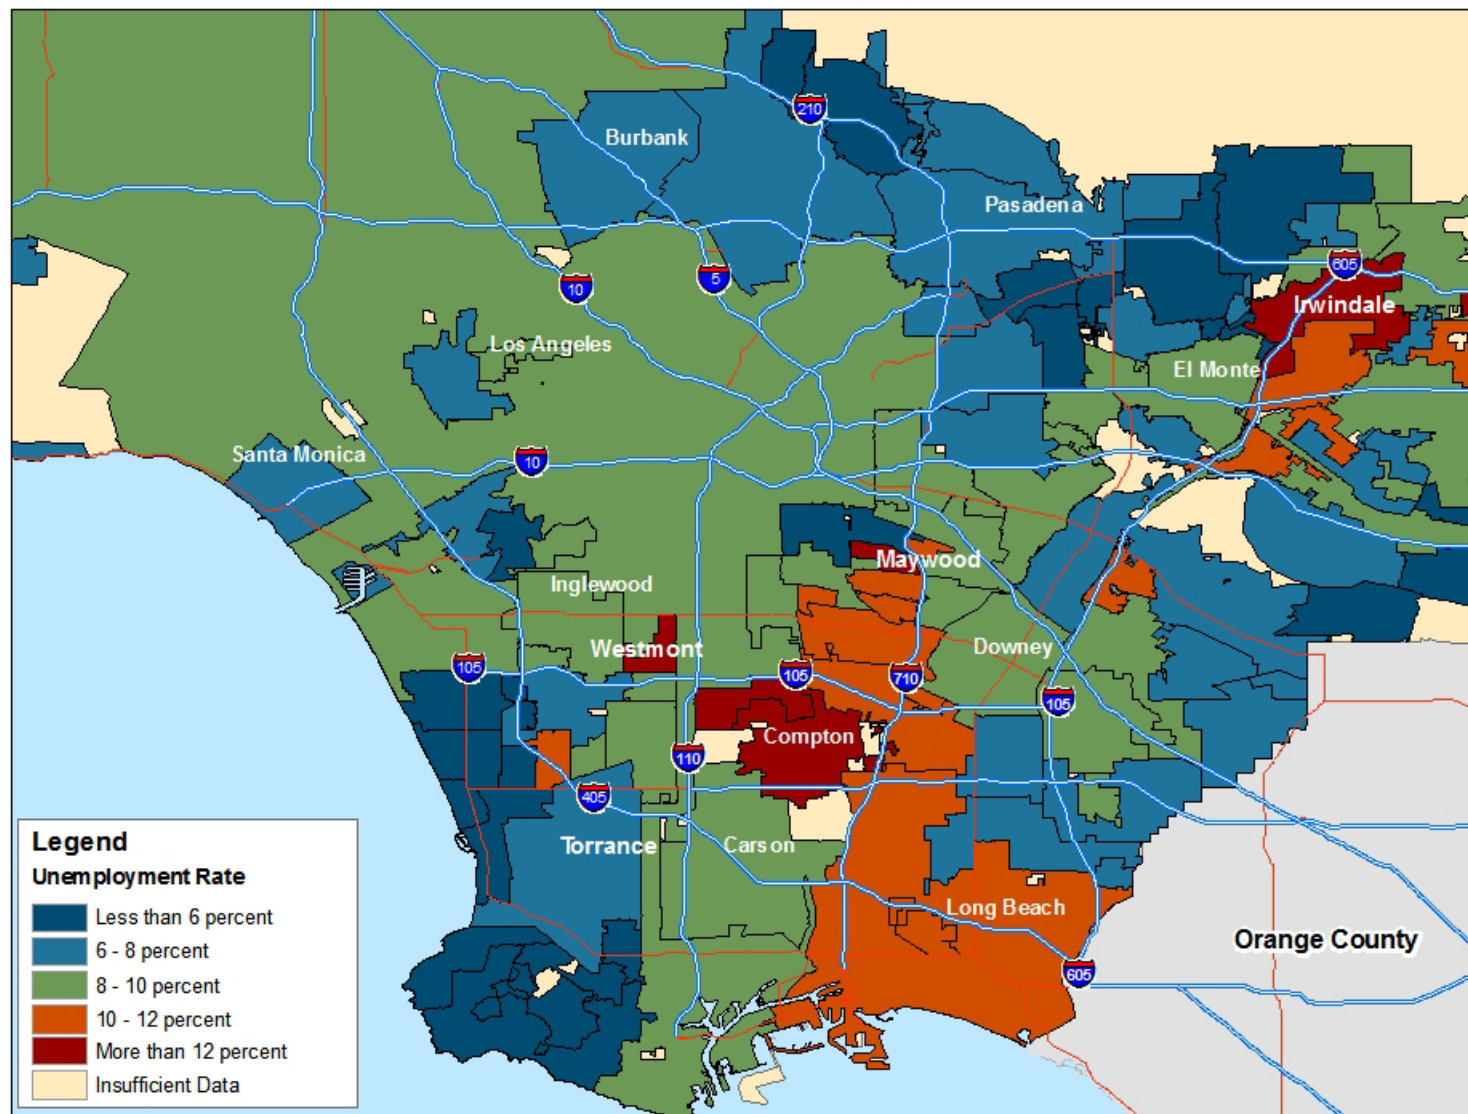 210
Burbank
Pasadena
605
10
5
Irwindale
Los Angeles
El Monte
Santa Monica
10
Maywood
Inglewood
Westmont
Downey
105
105
710
105
Compton
110
405
Torrance
Carson
Long Beach
Orange County
605
Legend
Unemployment Rate
Less than 6 percent
6 - 8 percent
8 - 10 percent
10 - 12 percent
More than 12 percent
Insufficient Data